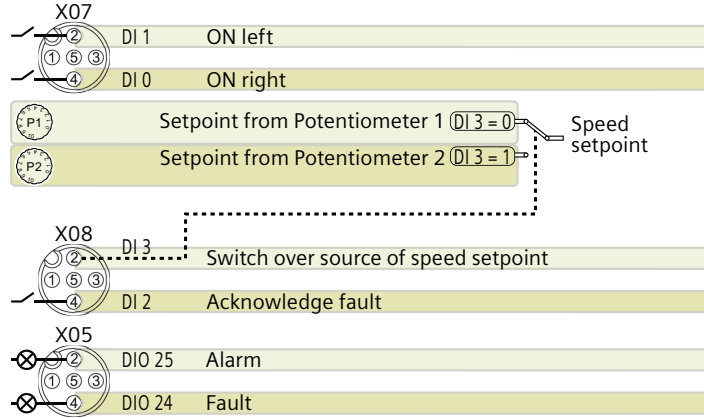 X07
② DI 1 ON left
① ⑤ ③
④ DI 0 ON right
P1 Setpoint from Potentiometer 1 DI 3 = 0
Speed
setpoint
P2 Setpoint from Potentiometer 2 DI 3 = 1
X08
② DI 3 Switch over source of speed setpoint
① ⑤ ③
④ DI 2 Acknowledge fault
X05
② DIO 25 Alarm
① ⑤ ③
④ DIO 24 Fault